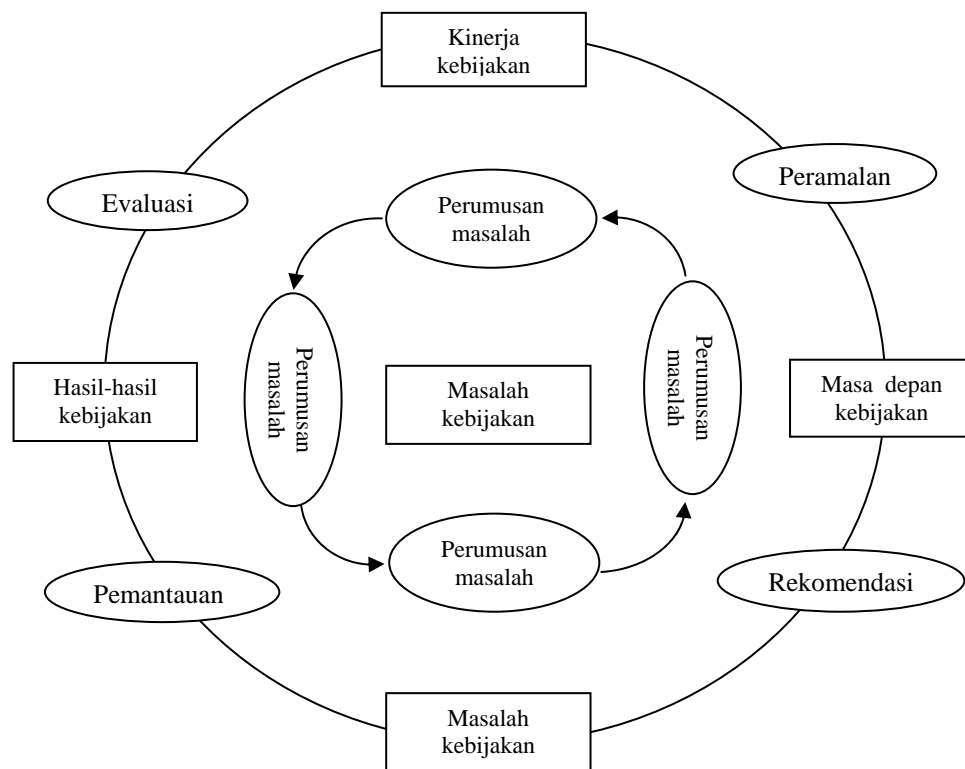 Kinerja
kebijakan
Peramalan
Evaluasi
Perumusan
masalah
Perumusan
masalah
Perumusan
masalah
Hasil-hasil
kebijakan
Masalah
kebijakan
Masa depan
kebijakan
Perumusan
masalah
Pemantauan
Rekomendasi
Masalah
kebijakan